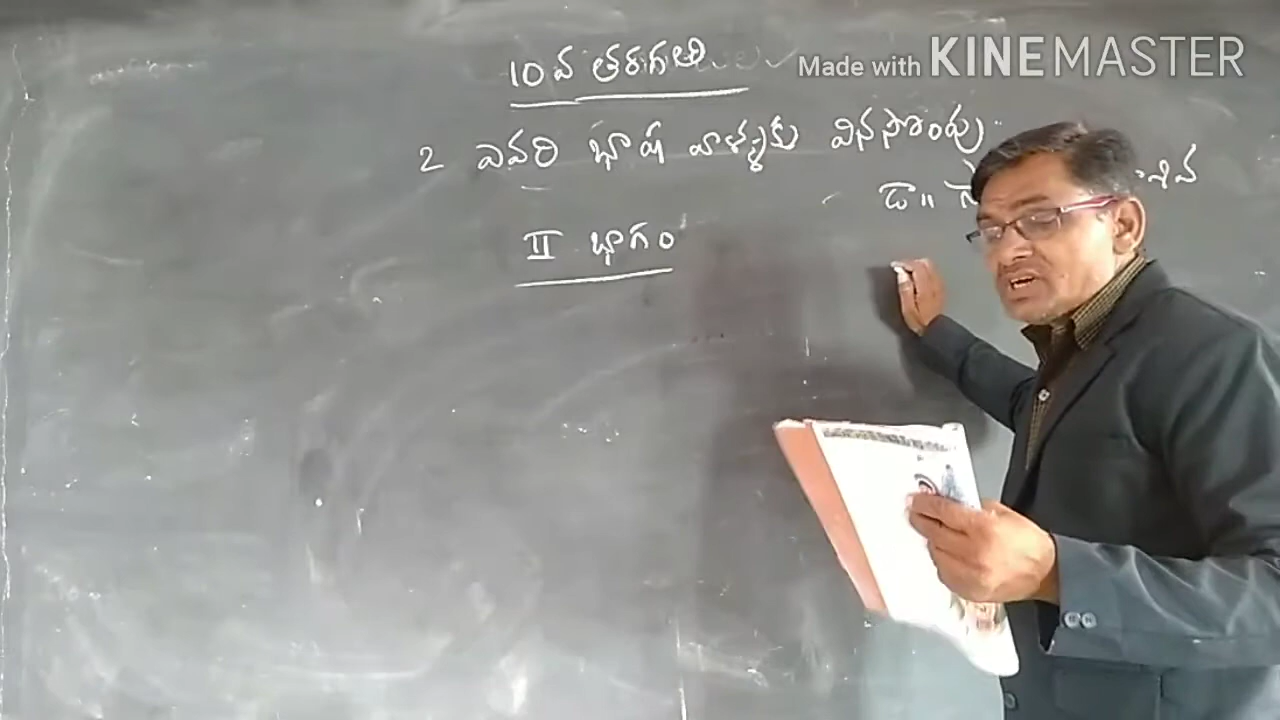 10వ తరగతి
Made with KINEMASTER
2 ఎవరి భాష వాళ్ళకు వినసొంపు
డా॥
II భాగం